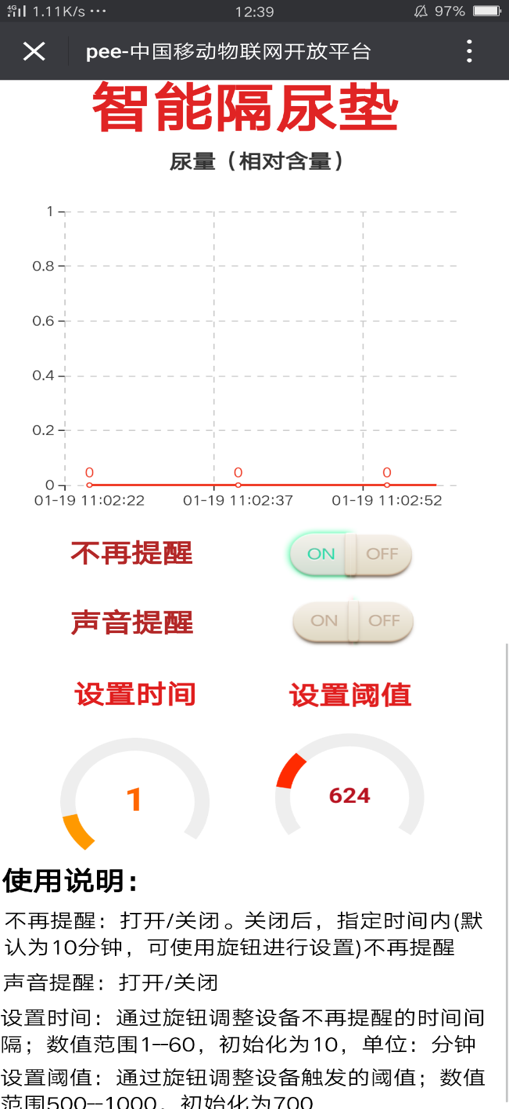 4G 1.11K/s ··· 12:39 97%
pee-中国移动物联网开放平台
智能隔尿垫
尿量（相对含量）
1
0.8
0.6
0.4
0.2
0
0 0 0
01-19 11:02:22 01-19 11:02:37 01-19 11:02:52
不再提醒 ON OFF
声音提醒 ON OFF
设置时间 设置阈值
1 624
使用说明：
不再提醒：打开/关闭。关闭后，指定时间内(默
认为10分钟，可使用旋钮进行设置)不再提醒
声音提醒：打开/关闭
设置时间：通过旋钮调整设备不再提醒的时间间
隔；数值范围1--60，初始化为10，单位：分钟
设置阈值：通过旋钮调整设备触发的阈值；数值
范围500--1000，初始化为700